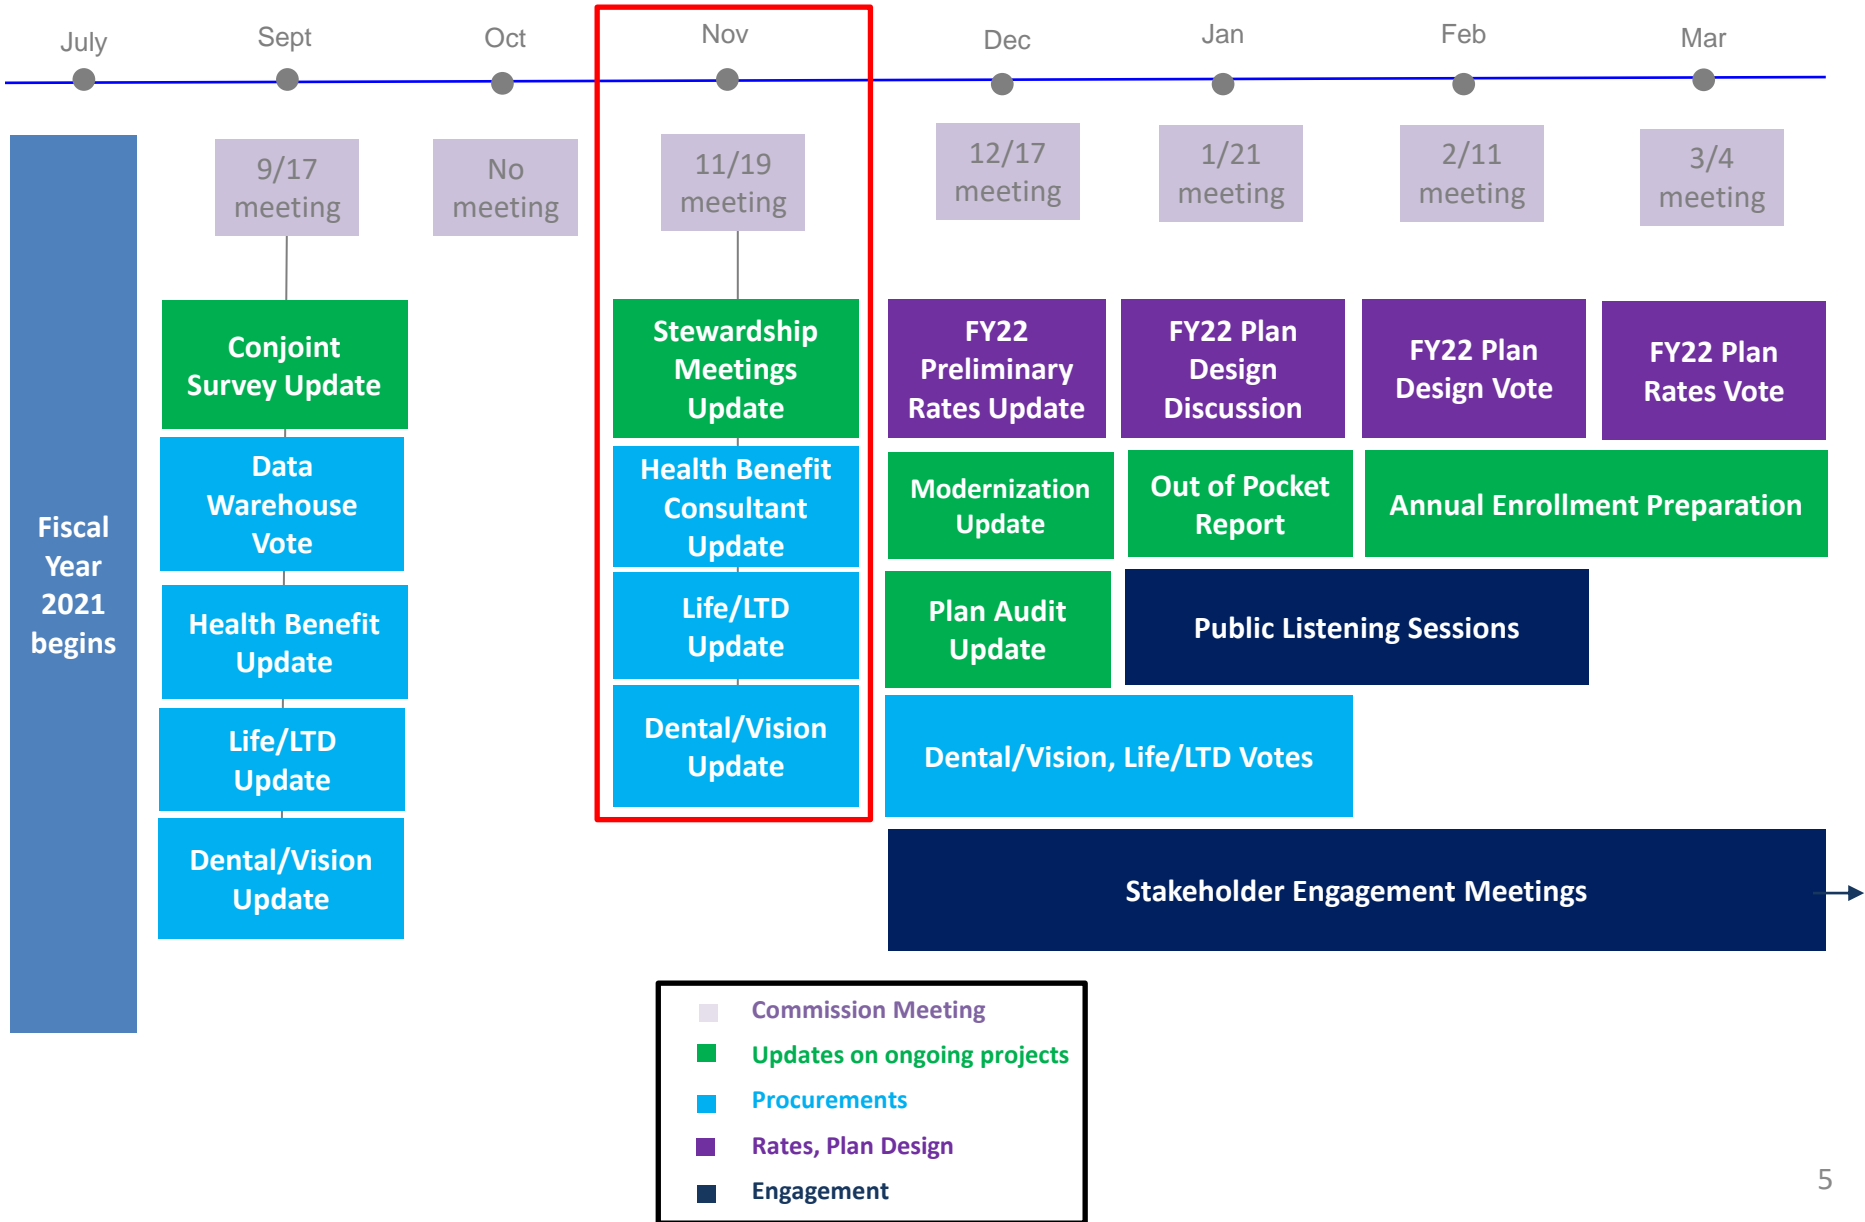 July
Sept
Oct
Nov
Dec
Jan
Feb
Mar
9/17
meeting
No
meeting
11/19
meeting
12/17
meeting
1/21
meeting
2/11
meeting
3/4
meeting
Fiscal
Year
2021
begins
Conjoint
Survey Update
Data
Warehouse
Vote
Health Benefit
Update
Life/LTD
Update
Dental/Vision
Update
Stewardship
Meetings
Update
Health Benefit
Consultant
Update
Life/LTD
Update
Dental/Vision
Update
FY22
Preliminary
Rates Update
FY22 Plan
Design
Discussion
FY22 Plan
Design Vote
FY22 Plan
Rates Vote
Modernization
Update
Out of Pocket
Report
Annual Enrollment Preparation
Plan Audit
Update
Public Listening Sessions
Dental/Vision, Life/LTD Votes
Stakeholder Engagement Meetings
Commission Meeting
Updates on ongoing projects
Procurements
Rates, Plan Design
Engagement
5